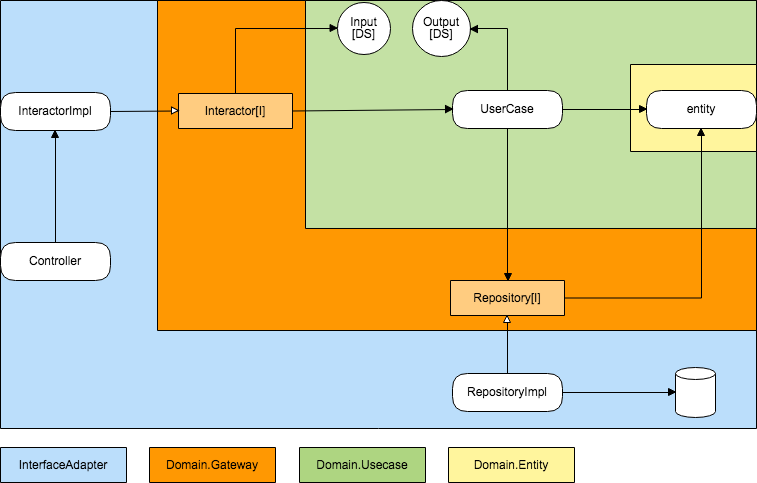 Input
[DS]
Output
[DS]
InteractorImpl
Interactor[I]
UserCase
entity
Controller
Repository[I]
RepositoryImpl
InterfaceAdapter
Domain.Gateway
Domain.Usecase
Domain.Entity